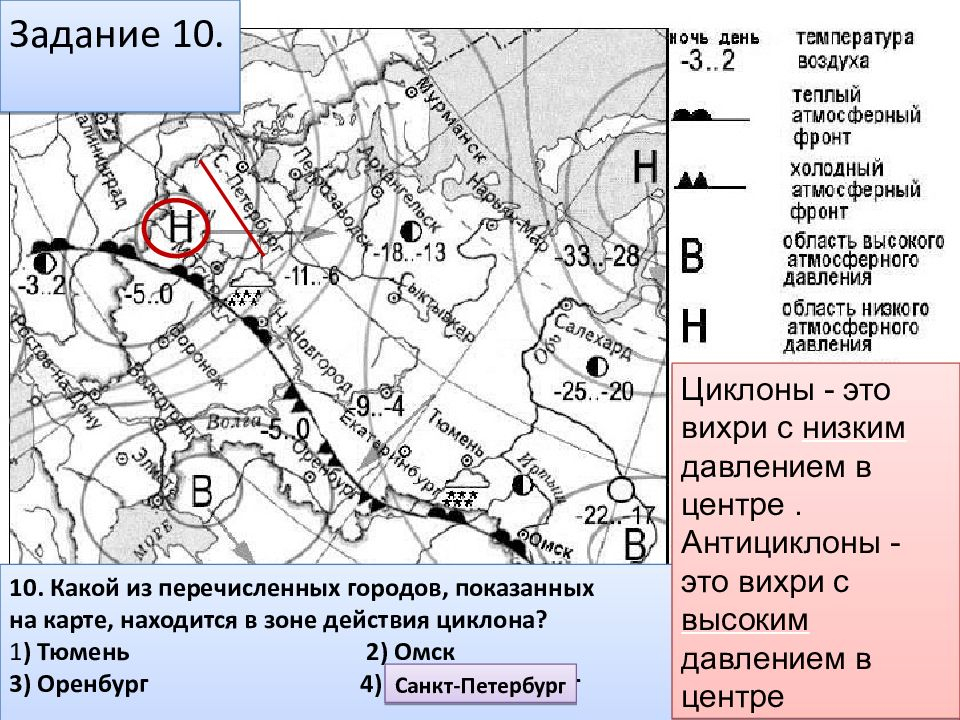 Задание 10.
ночь день температура
-3..2 воздуха
теплый
атмосферный
фронт
холодный
атмосферный
фронт
В область высокого
атмосферного
давления
Н область низкого
атмосферного
давления
Мурманск
С.-Петербург
Петрозаводск
Архангельск
Нарьян-Мар
Н
Н
-18..-13
-33..-28
-3..2
-5..0
-11..-6
Сыктывкар
Салехард
Обь
Ростов-на-Дону
Воронеж
Н. Новгород
Волгоград
-25..-20
-9..-4
Волга
-5..0
Тюмень
Екатеринбург
Оренбург
Иртыш
В
-22..-17
В
Омск
МОРЕ
Циклоны - это
вихри с низким
давлением в
центре .
Антициклоны -
это вихри с
высоким
давлением в
центре
10. Какой из перечисленных городов, показанных
на карте, находится в зоне действия циклона?
1) Тюмень 2) Омск
3) Оренбург 4) Санкт-Петербург